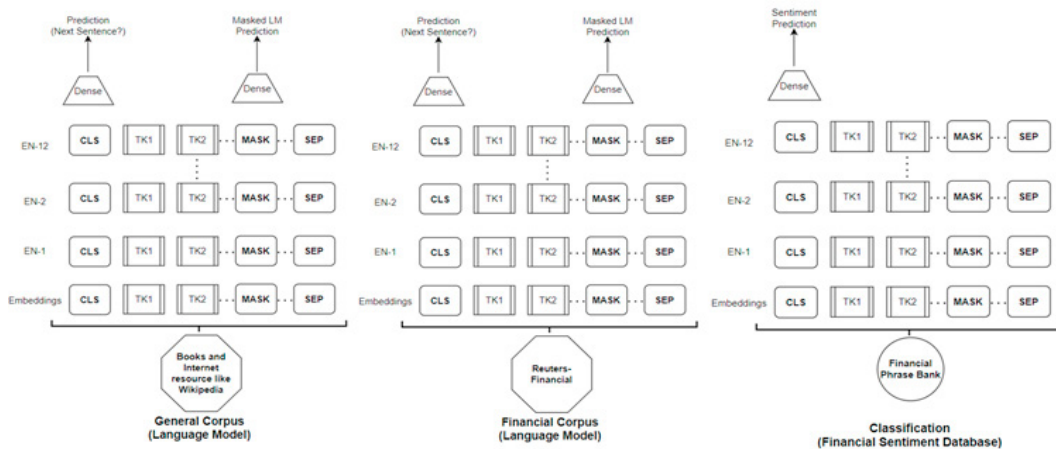 Prediction
(Next Sentence?)
Masked LM
Prediction
Dense
Dense
EN-12
CLS
TK1
TK2
MASK
SEP
EN-2
CLS
TK1
TK2
MASK
SEP
EN-1
CLS
TK1
TK2
MASK
SEP
Embeddings
CLS
TK1
TK2
MASK
SEP
Books and
Internet
resource like
Wikipedia
General Corpus
(Language Model)
Prediction
(Next Sentence?)
Masked LM
Prediction
Dense
Dense
EN-12
CLS
TK1
TK2
MASK
SEP
EN-2
CLS
TK1
TK2
MASK
SEP
EN-1
CLS
TK1
TK2
MASK
SEP
Embeddings
CLS
TK1
TK2
MASK
SEP
Reuters-
Financial
Financial Corpus
(Language Model)
Sentiment
Prediction
Dense
EN-12
CLS
TK1
TK2
MASK
SEP
EN-2
CLS
TK1
TK2
MASK
SEP
EN-1
CLS
TK1
TK2
MASK
SEP
Embeddings
CLS
TK1
TK2
MASK
SEP
Financial
Phrase Bank
Classification
(Financial Sentiment Database)